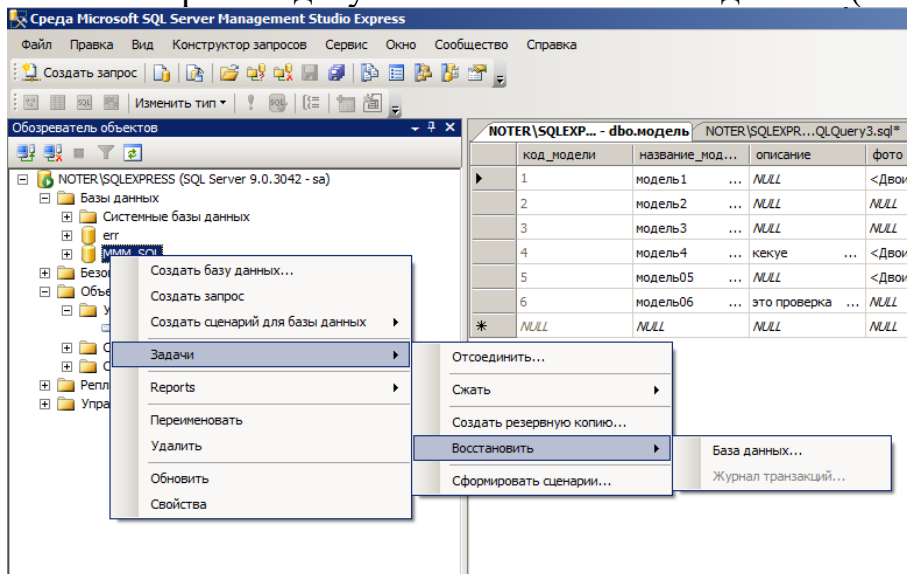 Среда Microsoft SQL Server Management Studio Express
Файл Правка Вид Конструктор запросов Сервис Окно Сообщество Справка
Создать запрос
Изменить тип
Обозреватель объектов
NOTER\SQLEXPRESS (SQL Server 9.0.3042 - sa)
Базы данных
Системные базы данных
err
MMM_SQL
Создать базу данных...
Создать запрос
Создать сценарий для базы данных
Задачи
Reports
Переименовать
Удалить
Обновить
Свойства
Отсоединить...
Сжать
Создать резервную копию...
Восстановить
Сформировать сценарии...
База данных...
Журнал транзакций...
NOTER\SQLEXP... - dbo.модель NOTER\SQLEXPR...QLQuery3.sql*
код_модели название_мод... описание фото
1 модель1 ... NULL <Двои
2 модель2 ... NULL NULL
3 модель3 ... NULL NULL
4 модель4 ... кекуе ... <Двои
5 модель05 ... NULL <Двои
6 модель06 ... это проверка ... NULL
NULL NULL NULL NULL